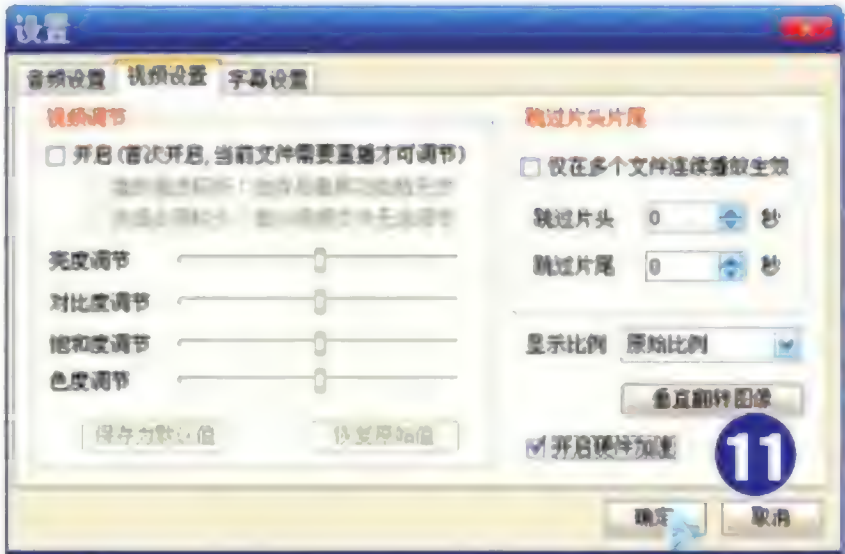 设置
音频设置 视频设置 字幕设置
视频调节
开启(首次开启,当前文件需要重播才可调节)
亮度调节
对比度调节
饱和度调节
色度调节
保存为默认值 恢复原始值
跳过片头片尾
仅在多个文件连续播放生效
跳过片头 0 秒
跳过片尾 0 秒
显示比例 原始比例
垂直翻转图像
开启硬件加速
11
确定 取消